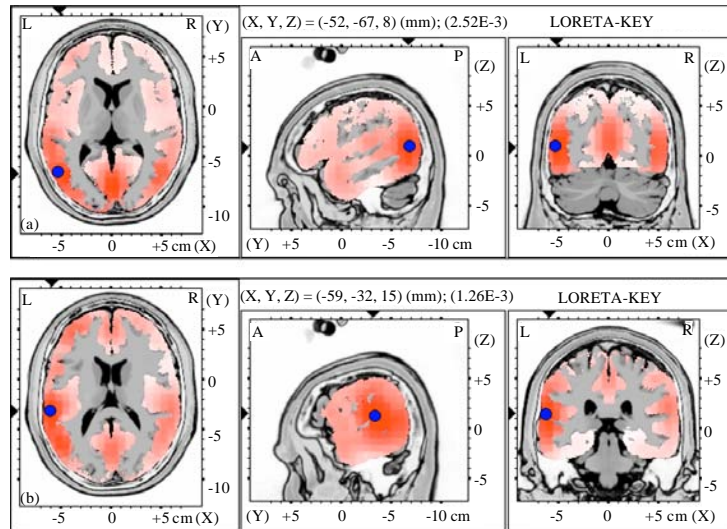 (X, Y, Z) = (-52, -67, 8) (mm); (2.52E-3) LORETA-KEY
L R (Y) A P (Z) L R (Z)
+5 +5 +5
0 0 0
-5 -5 -5
-10
(a)
-5 0 +5 cm (X) (Y) +5 0 -5 -10 cm -5 0 +5 cm (X)
(X, Y, Z) = (-59, -32, 15) (mm); (1.26E-3) LORETA-KEY
L R (Y) A P (Z) L R (Z)
+5 +5 +5
0 0 0
-5 -5 -5
-10
(b)
-5 0 +5 cm (X) (Y) +5 0 -5 -10 cm -5 0 +5 cm (X)